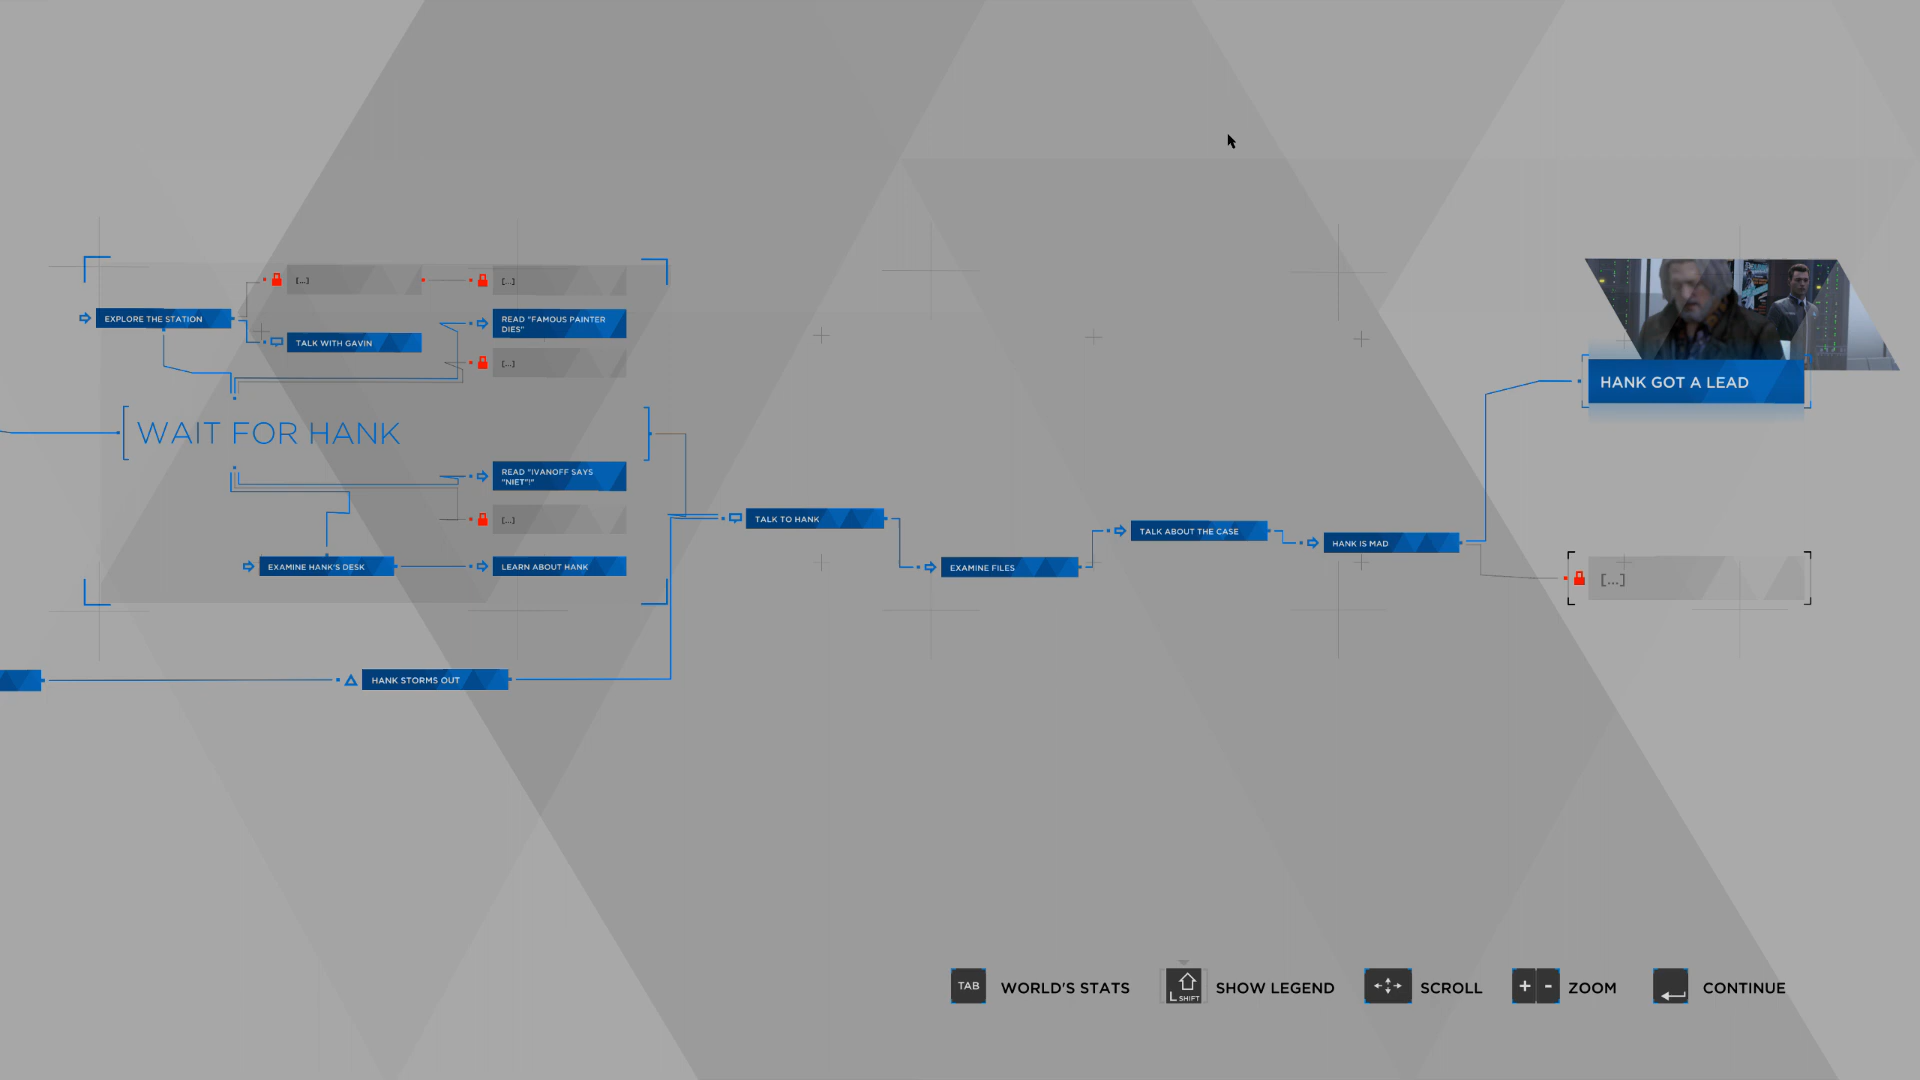 [...]
[...]
EXPLORE THE STATION
READ "FAMOUS PAINTER
DIES"
TALK WITH GAVIN
[...]
HANK GOT A LEAD
WAIT FOR HANK
READ "IVANOFF SAYS
"NIET"!"
[...]
TALK TO HANK
TALK ABOUT THE CASE
HANK IS MAD
EXAMINE HANK'S DESK
LEARN ABOUT HANK
EXAMINE FILES
[...]
HANK STORMS OUT
TAB
WORLD'S STATS
L SHIFT
SHOW LEGEND
SCROLL
+ -
ZOOM
CONTINUE